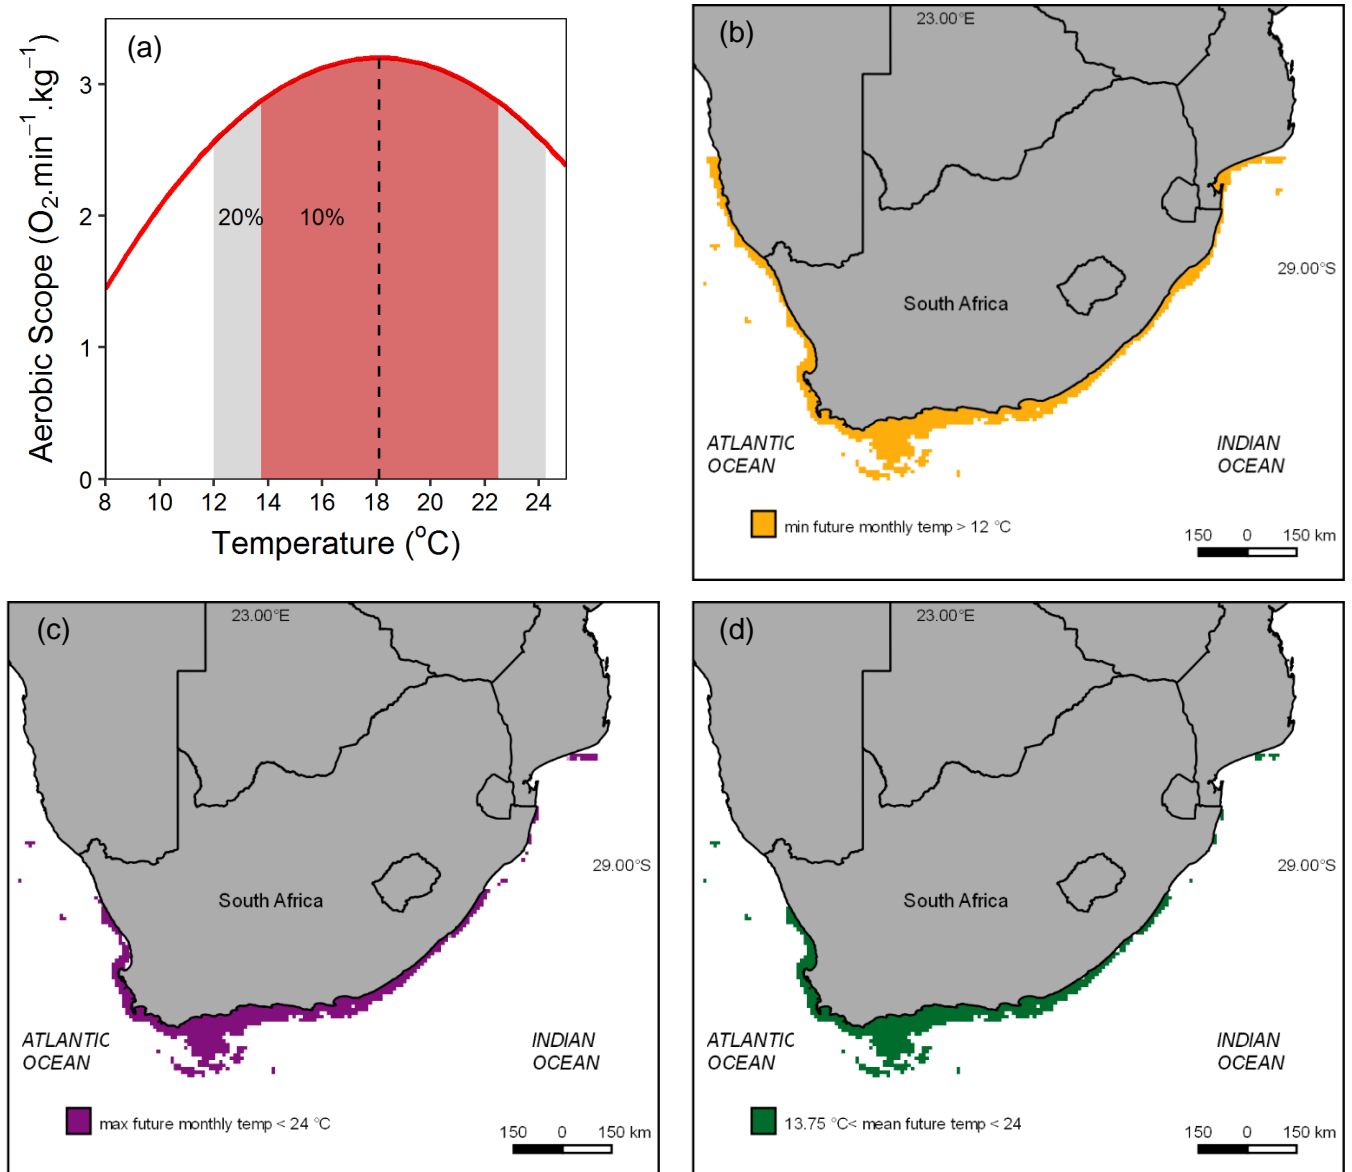 (a)
Aerobic Scope (O₂.min⁻¹.kg⁻¹)
3
2
1
0
20%
10%
8 10 12 14 16 18 20 22 24
Temperature (°C)
(b)
23.00°E
29.00°S
South Africa
ATLANTIC
OCEAN
INDIAN
OCEAN
min future monthly temp > 12 °C
150 0 150 km
(c)
23.00°E
29.00°S
South Africa
ATLANTIC
OCEAN
INDIAN
OCEAN
max future monthly temp < 24 °C
150 0 150 km
(d)
23.00°E
29.00°S
South Africa
ATLANTIC
OCEAN
INDIAN
OCEAN
13.75 °C< mean future temp < 24
150 0 150 km